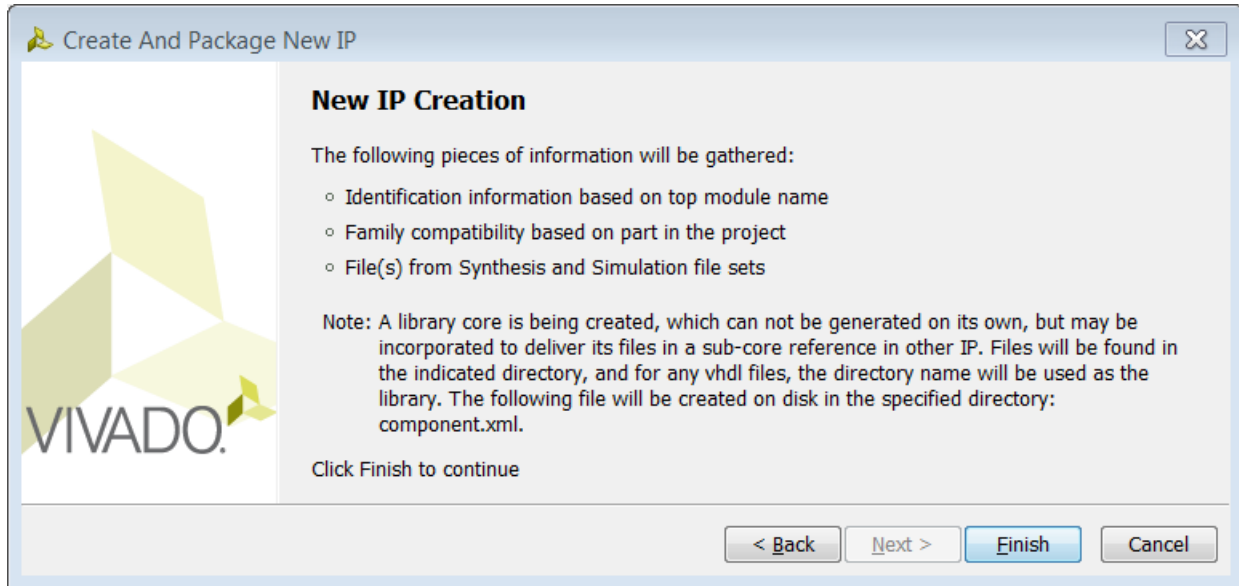 Create And Package New IP
New IP Creation
The following pieces of information will be gathered:
Identification information based on top module name
Family compatibility based on part in the project
File(s) from Synthesis and Simulation file sets
Note: A library core is being created, which can not be generated on its own, but may be
incorporated to deliver its files in a sub-core reference in other IP. Files will be found in
the indicated directory, and for any vhdl files, the directory name will be used as the
library. The following file will be created on disk in the specified directory:
component.xml.
VIVADO.
Click Finish to continue
< Back Next > Finish Cancel